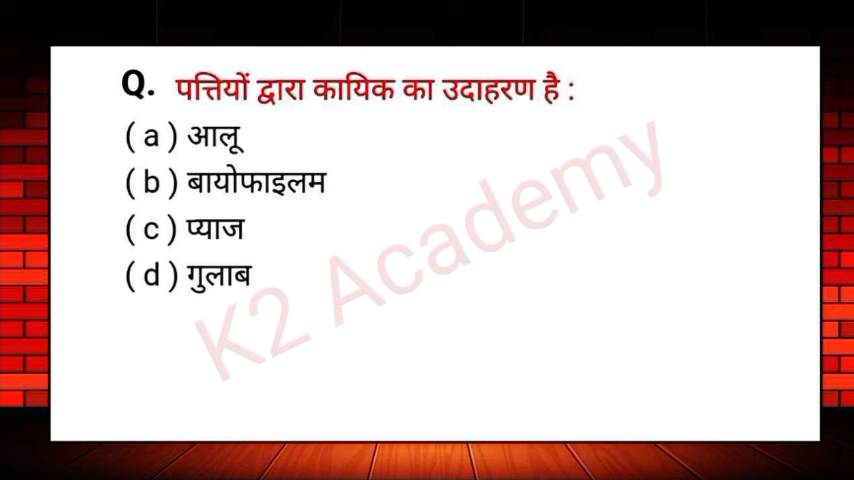 Q. पत्तियों द्वारा कायिक का उदाहरण है :
( a ) आलू
( b ) बायोफाइलम
( c ) प्याज
( d ) गुलाब
K2 Academy